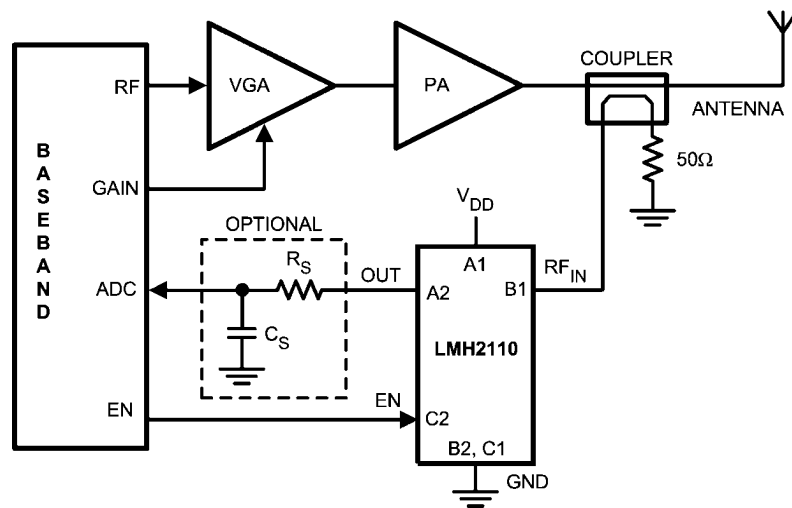 BASEBAND
RF
VGA
PA
COUPLER
ANTENNA
50Ω
GAIN
OPTIONAL
V_DD
R_S
OUT
A1
RF_IN
ADC
A2
B1
C_S
LMH2110
EN
EN
C2
B2, C1
GND